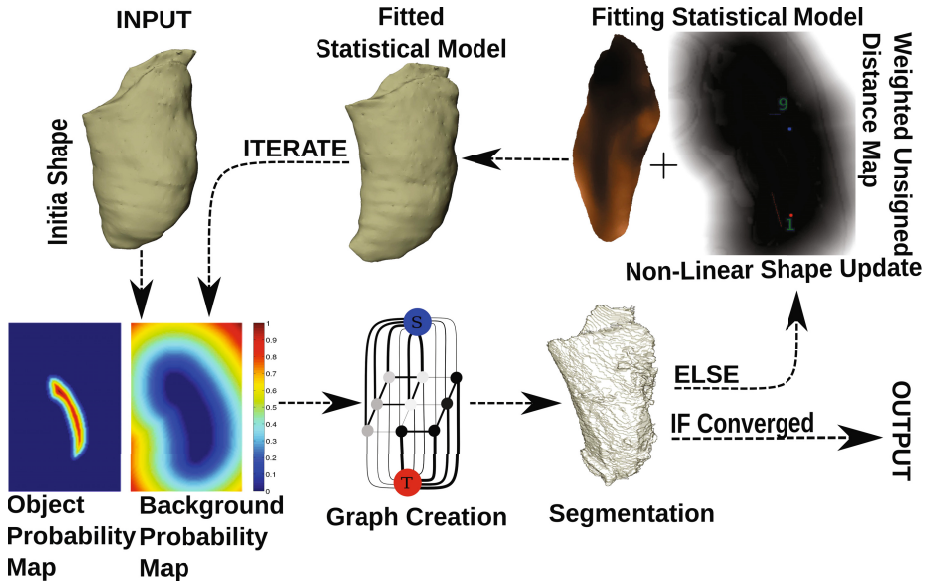 INPUT
Fitted
Statistical Model
Fitting Statistical Model
Initia Shape
ITERATE
9
1
Weighted Unsigned
Distance Map
Non-Linear Shape Update
1
0.9
0.8
0.7
0.6
0.5
0.4
0.3
0.2
0.1
0
S
T
ELSE
IF Converged
OUTPUT
Object
Probability
Map
Background
Probability
Map
Graph Creation
Segmentation